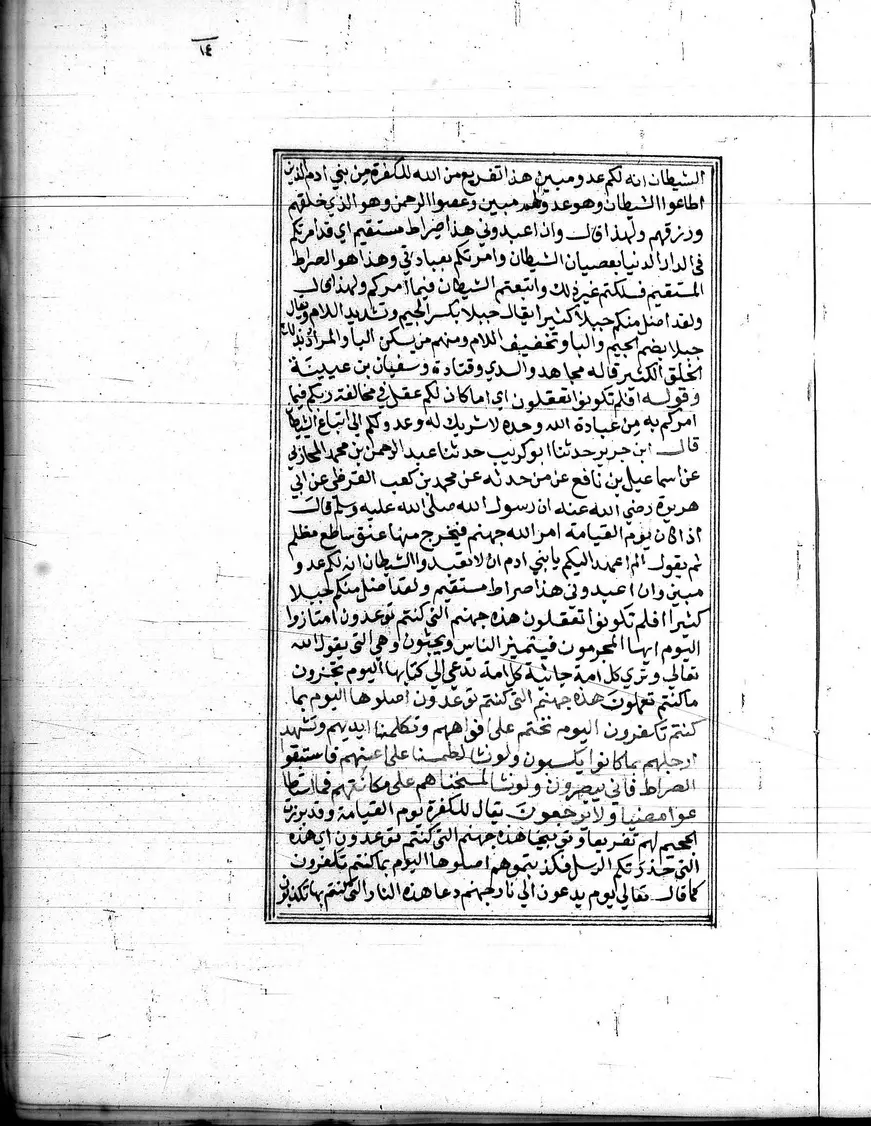 ١٤
الشيطان انه لكم عدو مبين هذا تقريع من الله للكفرة من بني ادم الذين
اطاعوا الشيطان وهو عدو لهم مبين وعصوا الرحمن وهو الذي خلقهم
ورزقهم ولهذا قال وان اعبدوني هذا صراط مستقيم اي قد امرتكم
في الدار الدنيا بعصيان الشيطان وامرتكم بعبادتي وهذا هو الصراط
المستقيم فسلكتم غير ذلك واتبعتم الشيطان فيما امركم ولهذا قال
ولقد اضل منكم جبلا كثيرا يقال جبلا بكسر الجيم وتشديد اللام ويقال
جبلا بضم الجيم والبا وتخفيف اللام ومنهم من يسكن البا والمراد بذلك
الخلق الكثير قاله مجاهد والسدي وقتادة وسفيان بن عيينة
وقوله افلم تكونوا تعقلون اي اما كان لكم عقل في مخالفة ربكم فيما
امركم به من عبادة الله وحده لا شريك له وعدوكم الى اتباع الشيطان
قال ابن جرير حدثنا ابو كريب حدثنا عبد الرحمن بن محمد المحاربي
عن اسماعيل بن نافع عن من حدثه عن محمد بن كعب القرظي عن ابي
هريرة رضي الله عنه ان رسول الله صلى الله عليه وسلم قال
اذا كان يوم القيامة امر الله جهنم فيخرج منها عنق ساطع مظلم
ثم يقول الم اعهد اليكم يا بني ادم ان لا تعبدوا الشيطان انه لكم عدو
مبين وان اعبدوني هذا صراط مستقيم ولقد اضل منكم جبلا
كثيرا افلم تكونوا تعقلون هذه جهنم التي كنتم توعدون امتازوا
اليوم ايها المجرمون فيتميز الناس ويجثون وهي التي يقول الله
تعالى وترى كل امة جاثية كل امة تدعى الى كتابها اليوم تجزون
ما كنتم تعملون هذه جهنم التي كنتم توعدون اصلوها اليوم بما
كنتم تكفرون اليوم نختم على افواههم وتكلمنا ايديهم وتشهد
ارجلهم بما كانوا يكسبون ولو نشا لطمسنا على اعينهم فاستبقوا
الصراط فاني يبصرون ولو نشا لمسخناهم على مكانتهم فما استطا
عوا مضيا ولا يرجعون يقال للكفرة يوم القيامة وقد برزت
الجحيم لهم تقريعا وتوبيخا هذه جهنم التي كنتم توعدون اي هذه
التي حذرتكم الرسل فكذبتموهم اصلوها اليوم بما كنتم تكفرون
كما قال تعالى يوم يدعون الى نار جهنم دعا هذه النار التي كنتم بها تكذبون